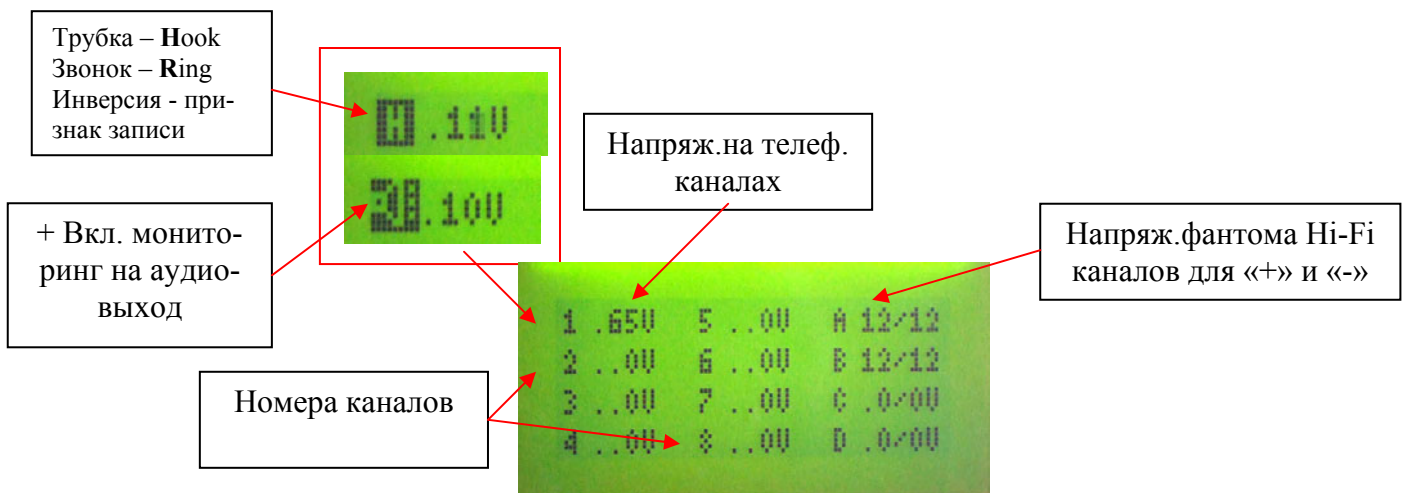 Трубка – Hook
Звонок – Ring
Инверсия - при-
знак записи
H .11V
.10V
Напряж.на телеф.
каналах
+ Вкл. монито-
ринг на аудио-
выход
Напряж.фантома Hi-Fi
каналов для «+» и «-»
Номера каналов
1 .65V 5 ..0V A 12/12
2 ..0V 6 ..0V B 12/12
3 ..0V 7 ..0V C .0/0V
4 ..0V 8 ..0V D .0/0V